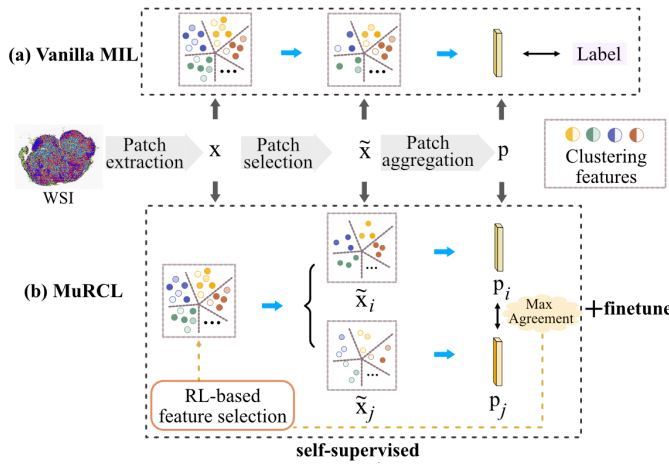 (a) Vanilla MIL
...
Label
WSI
Patch
extraction
x
Patch
selection
x̃
Patch
aggregation
p
Clustering
features
(b) MuRCL
...
RL-based
feature selection
...
x̃i
...
x̃j
pi
Max
Agreement
pj
+finetune
self-supervised